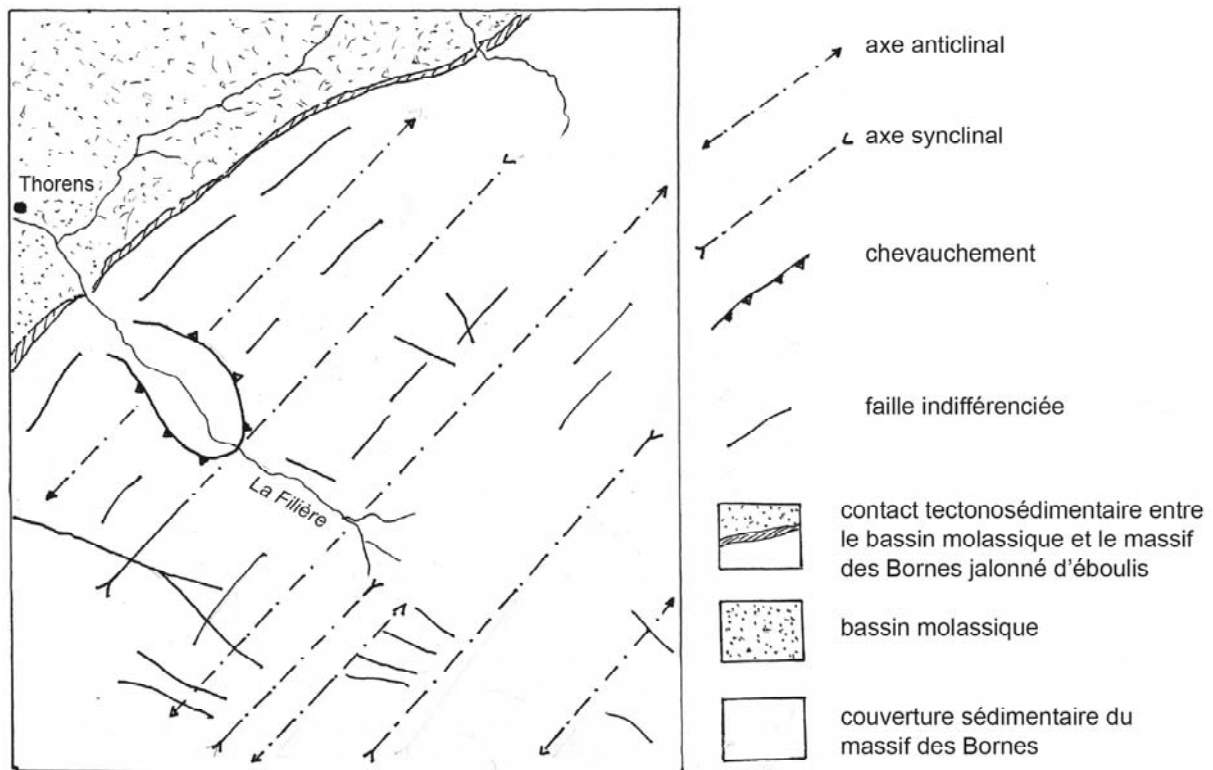 Thorens
La Filière
axe anticlinal
axe synclinal
chevauchement
faille indifférenciée
contact tectonosédimentaire entre
le bassin molassique et le massif
des Bornes jalonné d'éboulis
bassin molassique
couverture sédimentaire du
massif des Bornes